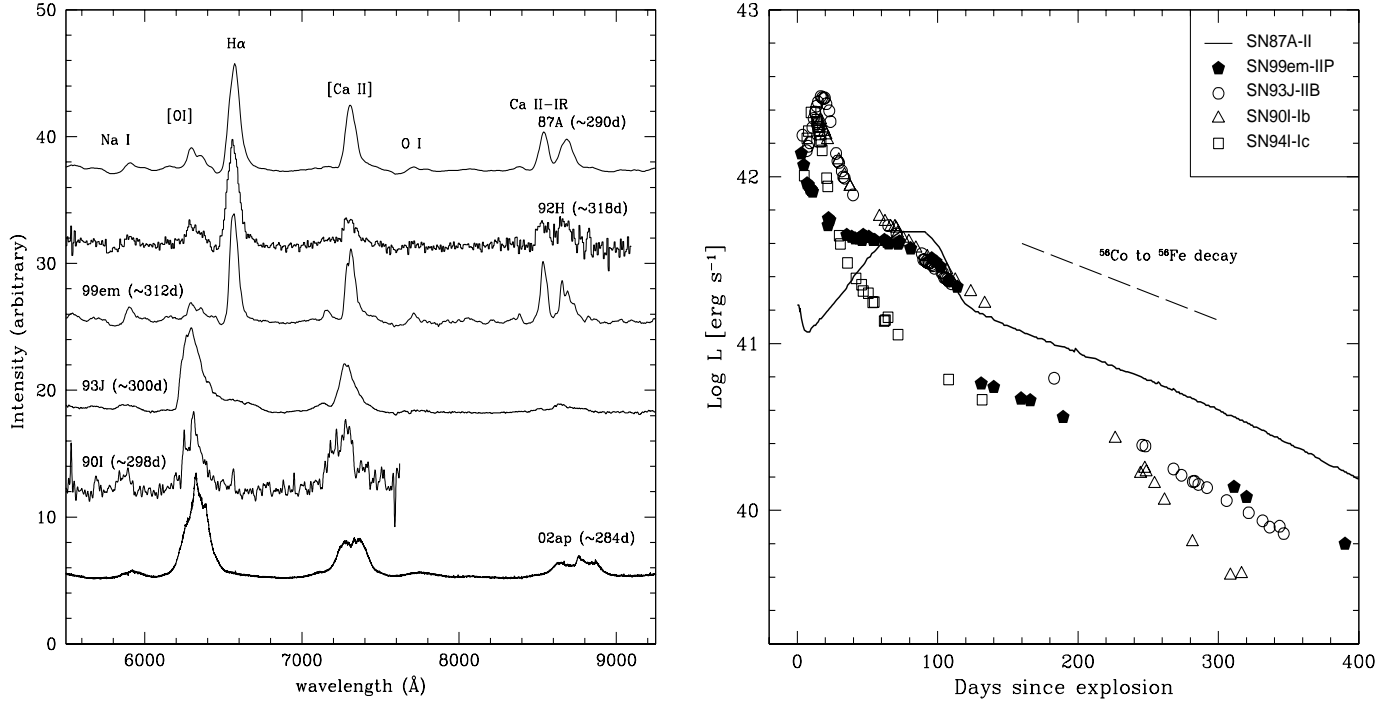 50
40
30
20
10
0
Intensity (arbitrary)
6000
7000
8000
9000
wavelength (Å)
Hα
[OI]
Na I
[Ca II]
O I
Ca II-IR
87A (~290d)
92H (~318d)
99em (~312d)
93J (~300d)
90I (~298d)
02ap (~284d)
43
42
41
40
Log L [erg s⁻¹]
0
100
200
300
400
Days since explosion
SN87A-II
SN99em-IIP
SN93J-IIB
SN90I-Ib
SN94I-Ic
⁵⁶Co to ⁵⁶Fe decay